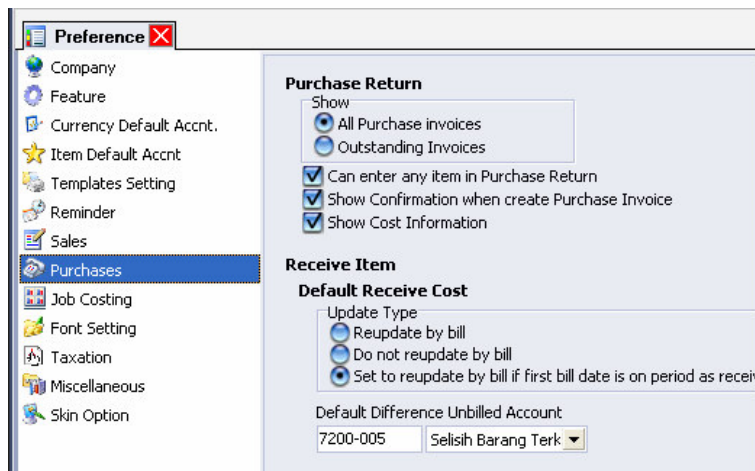 Preference
Company
Feature
Currency Default Accnt.
Item Default Accnt
Templates Setting
Reminder
Sales
Purchases
Job Costing
Font Setting
Taxation
Miscellaneous
Skin Option
Purchase Return
Show
All Purchase invoices
Outstanding Invoices
Can enter any item in Purchase Return
Show Confirmation when create Purchase Invoice
Show Cost Information
Receive Item
Default Receive Cost
Update Type
Reupdate by bill
Do not reupdate by bill
Set to reupdate by bill if first bill date is on period as recei
Default Difference Unbilled Account
7200-005 Selisih Barang Terk